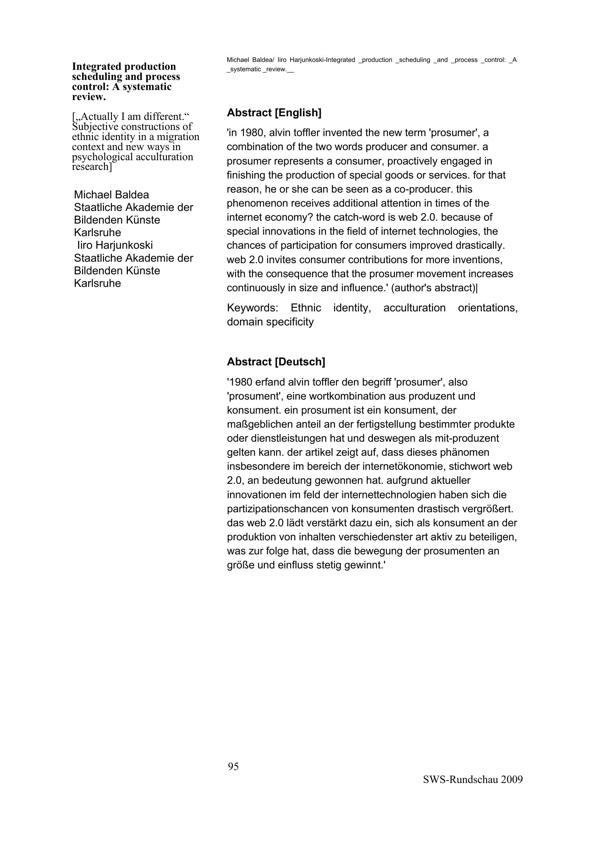 Integrated production
scheduling and process
control: A systematic
review.
[„Actually I am different.“
Subjective constructions of
ethnic identity in a migration
context and new ways in
psychological acculturation
research]
Michael Baldea
Staatliche Akademie der
Bildenden Künste
Karlsruhe
Iiro Harjunkoski
Staatliche Akademie der
Bildenden Künste
Karlsruhe
Michael Baldea/ Iiro Harjunkoski-Integrated _production _scheduling _and _process _control: _A
_systematic _review.__
Abstract [English]
'in 1980, alvin toffler invented the new term 'prosumer', a
combination of the two words producer and consumer. a
prosumer represents a consumer, proactively engaged in
finishing the production of special goods or services. for that
reason, he or she can be seen as a co-producer. this
phenomenon receives additional attention in times of the
internet economy? the catch-word is web 2.0. because of
special innovations in the field of internet technologies, the
chances of participation for consumers improved drastically.
web 2.0 invites consumer contributions for more inventions,
with the consequence that the prosumer movement increases
continuously in size and influence.' (author's abstract)|
Keywords: Ethnic identity, acculturation orientations,
domain specificity
Abstract [Deutsch]
'1980 erfand alvin toffler den begriff 'prosumer', also
'prosument', eine wortkombination aus produzent und
konsument. ein prosument ist ein konsument, der
maßgeblichen anteil an der fertigstellung bestimmter produkte
oder dienstleistungen hat und deswegen als mit-produzent
gelten kann. der artikel zeigt auf, dass dieses phänomen
insbesondere im bereich der internetökonomie, stichwort web
2.0, an bedeutung gewonnen hat. aufgrund aktueller
innovationen im feld der internettechnologien haben sich die
partizipationschancen von konsumenten drastisch vergrößert.
das web 2.0 lädt verstärkt dazu ein, sich als konsument an der
produktion von inhalten verschiedenster art aktiv zu beteiligen,
was zur folge hat, dass die bewegung der prosumenten an
größe und einfluss stetig gewinnt.'
95
SWS-Rundschau 2009